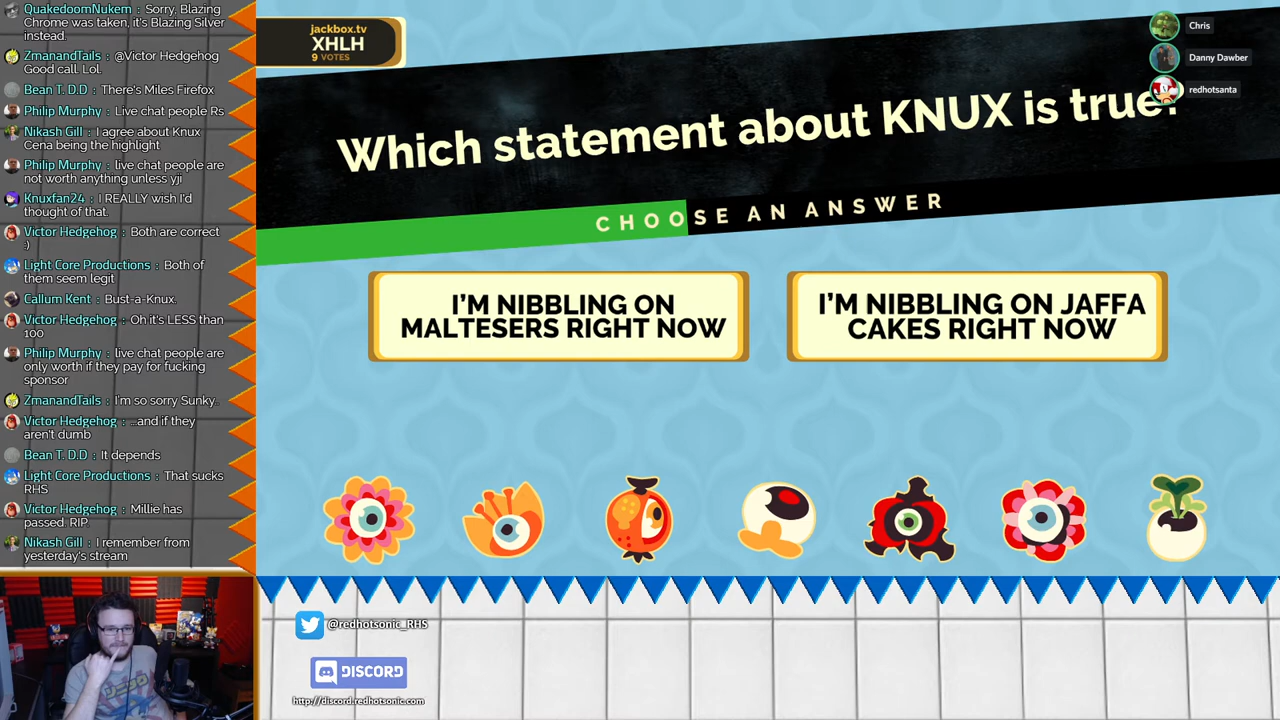 QuakedoomNukem : Sorry, Blazing
Chrome was taken, it's Blazing Silver
instead.
ZmanandTails : @Victor Hedgehog
Good call. Lol.
Bean T. D.D : There's Miles Firefox
Philip Murphy : Live chat people Rs
Nikash Gill : I agree about Knux
Certenching the highlight
Philip Murphy : live chat people are
not worth anything unless yji
Knuxfan24 : I REALLY wish I'd
thought of that.
Victor Hedgehog : Both are correct
:)
Light Core Productions : Both of
them seem legit
Callum Kent : Bust-a-Knux.
Victor Hedgehog : Oh it's LESS than
100
Philip Murphy : live chat people are
only worth if they pay for fucking
sponsor
ZmanandTails : I'm so sorry Sunky..
Victor Hedgehog : ...and if they
aren't dumb
Bean T. D.D : It depends
Light Core Productions : That sucks
RHS
Victor Hedgehog : Millie has
passed. RIP.
Nikash Gill : I remember from
yesterday's stream
jackbox.tv
XHLH
9 VOTES
Chris
Danny Dawber
redhotsanta
Which statement about KNUX is true?
CHOOSE AN ANSWER
I'M NIBBLING ON
MALTESERS RIGHT NOW
I'M NIBBLING ON JAFFA
CAKES RIGHT NOW
@redhotsonic_RHS
DISCORD
http://discord.redhotsonic.com